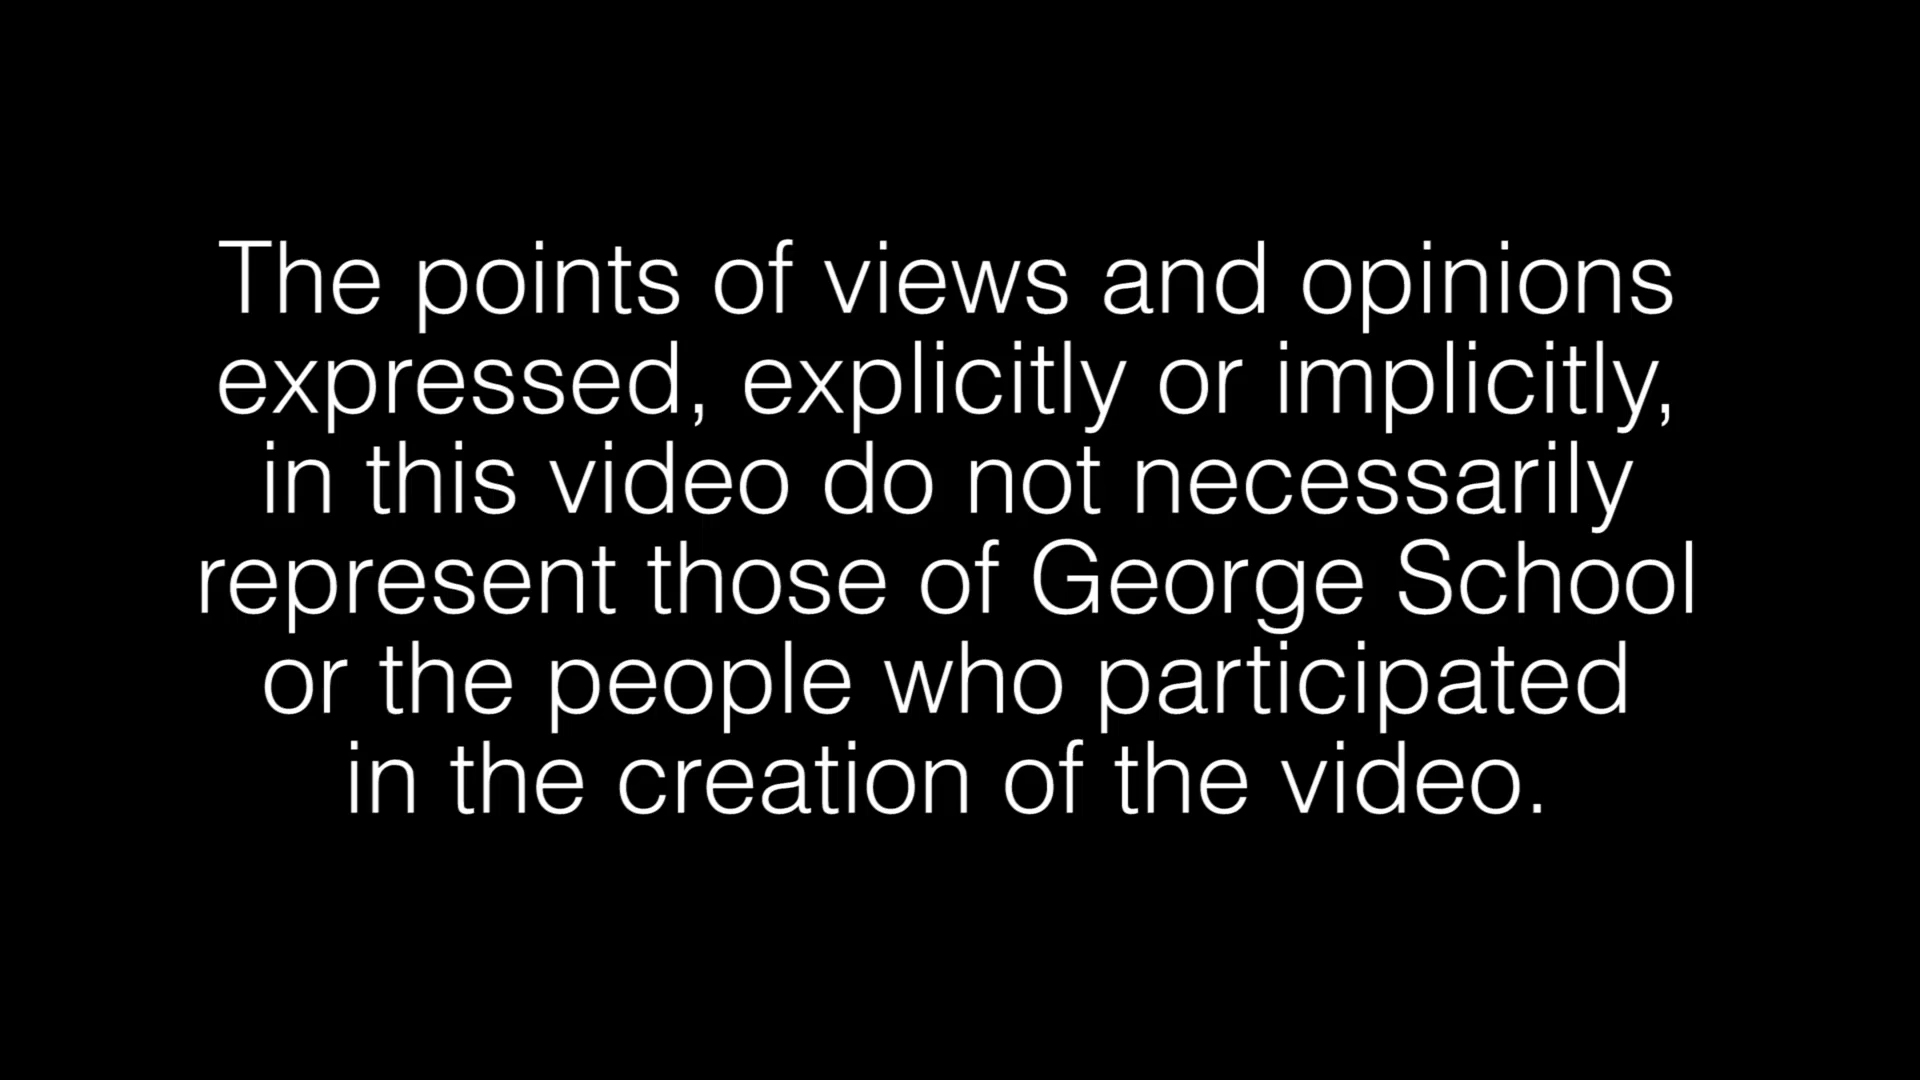 The points of views and opinions
expressed, explicitly or implicitly,
in this video do not necessarily
represent those of George School
or the people who participated
in the creation of the video.